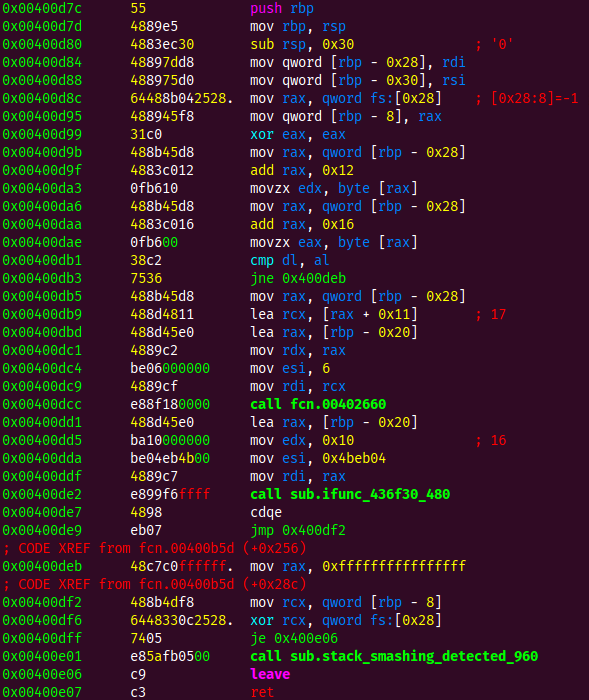 0x00400d7c 55 push rbp
0x00400d7d 4889e5 mov rbp, rsp
0x00400d80 4883ec30 sub rsp, 0x30 ; '0'
0x00400d84 48897dd8 mov qword [rbp - 0x28], rdi
0x00400d88 488975d0 mov qword [rbp - 0x30], rsi
0x00400d8c 64488b042528. mov rax, qword fs:[0x28] ; [0x28:8]=-1
0x00400d95 488945f8 mov qword [rbp - 8], rax
0x00400d99 31c0 xor eax, eax
0x00400d9b 488b45d8 mov rax, qword [rbp - 0x28]
0x00400d9f 4883c012 add rax, 0x12
0x00400da3 0fb610 movzx edx, byte [rax]
0x00400da6 488b45d8 mov rax, qword [rbp - 0x28]
0x00400daa 4883c016 add rax, 0x16
0x00400dae 0fb600 movzx eax, byte [rax]
0x00400db1 38c2 cmp dl, al
0x00400db3 7536 jne 0x400deb
0x00400db5 488b45d8 mov rax, qword [rbp - 0x28]
0x00400db9 488d4811 lea rcx, [rax + 0x11] ; 17
0x00400dbd 488d45e0 lea rax, [rbp - 0x20]
0x00400dc1 4889c2 mov rdx, rax
0x00400dc4 be06000000 mov esi, 6
0x00400dc9 4889cf mov rdi, rcx
0x00400dcc e88f180000 call fcn.00402660
0x00400dd1 488d45e0 lea rax, [rbp - 0x20]
0x00400dd5 ba10000000 mov edx, 0x10 ; 16
0x00400dda be04eb4b00 mov esi, 0x4beb04
0x00400ddf 4889c7 mov rdi, rax
0x00400de2 e899f6ffff call sub.ifunc_436f30_480
0x00400de7 4898 cdqe
0x00400de9 eb07 jmp 0x400df2
; CODE XREF from fcn.00400b5d (+0x256)
0x00400deb 48c7c0ffffff. mov rax, 0xffffffffffffffff
; CODE XREF from fcn.00400b5d (+0x28c)
0x00400df2 488b4df8 mov rcx, qword [rbp - 8]
0x00400df6 6448330c2528. xor rcx, qword fs:[0x28]
0x00400dff 7405 je 0x400e06
0x00400e01 e85afb0500 call sub.stack_smashing_detected_960
0x00400e06 c9 leave
0x00400e07 c3 ret